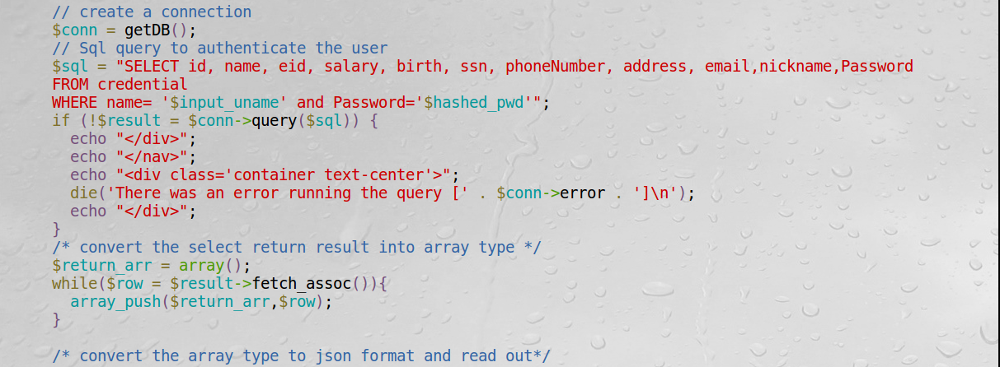 // create a connection
$conn = getDB();
// Sql query to authenticate the user
$sql = "SELECT id, name, eid, salary, birth, ssn, phoneNumber, address, email,nickname,Password
FROM credential
WHERE name= '$input_uname' and Password='$hashed_pwd'";
if (!$result = $conn->query($sql)) {
  echo "</div>";
  echo "</nav>";
  echo "<div class='container text-center'>";
  die('There was an error running the query [' . $conn->error . ']\n');
  echo "</div>";
}
/* convert the select return result into array type */
$return_arr = array();
while($row = $result->fetch_assoc()){
  array_push($return_arr,$row);
}
/* convert the array type to json format and read out*/